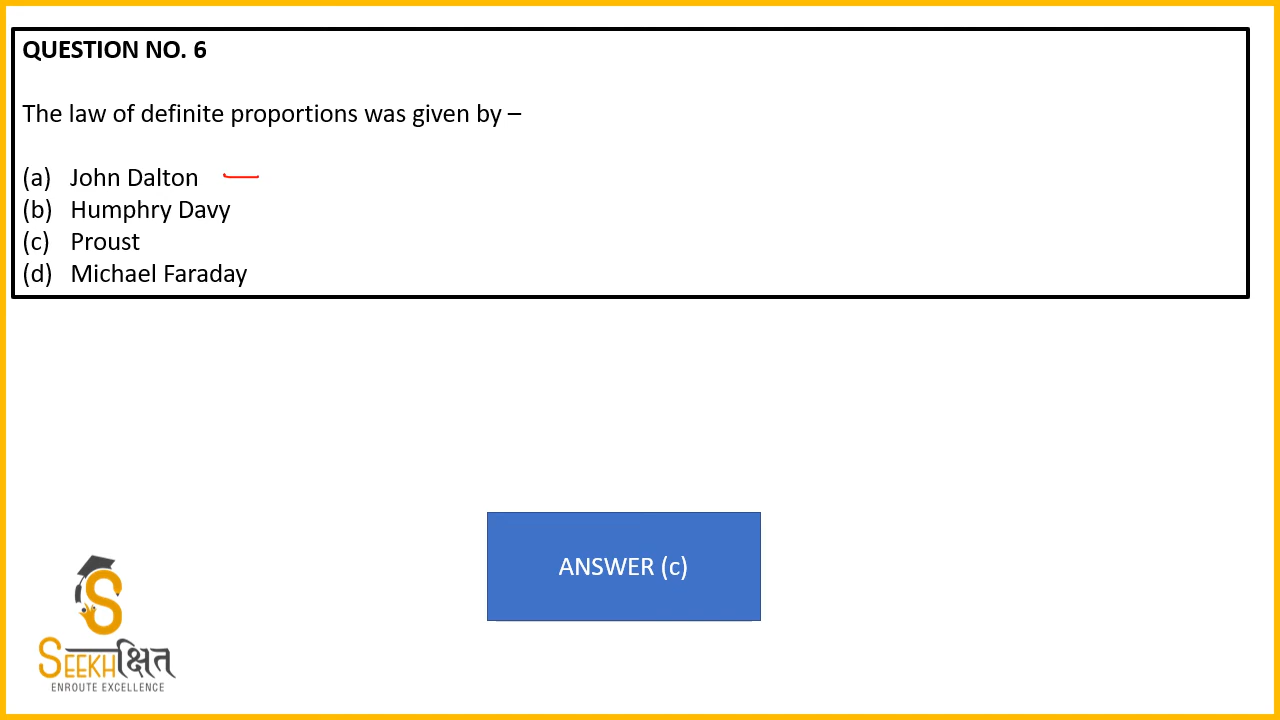 QUESTION NO. 6
The law of definite proportions was given by –
(a) John Dalton
(b) Humphry Davy
(c) Proust
(d) Michael Faraday
ANSWER (c)
S
SEEKHक्षित
ENROUTE EXCELLENCE